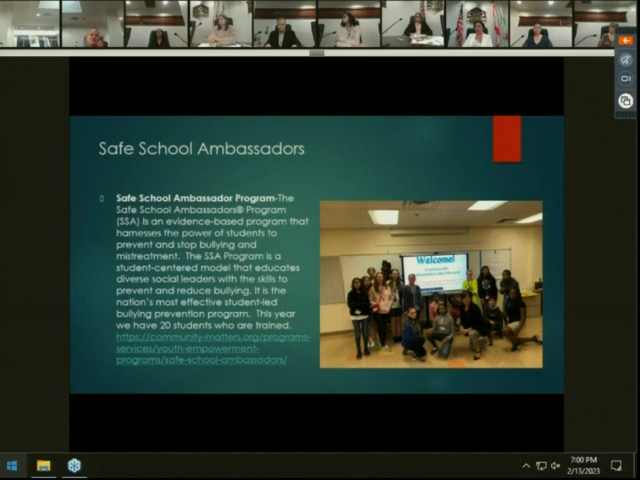 Safe School Ambassadors
Safe School Ambassador Program-The
Safe School Ambassadors® Program
(SSA) is an evidence-based program that
harnesses the power of students to
prevent and stop bullying and
mistreatment. The SSA Program is a
student-centered model that educates
diverse social leaders with the skills to
prevent and reduce bullying. It is the
nation's most effective student-led
bullying prevention program. This year
we have 20 students who are trained.
https://community-matters.org/programs-
services/youth-empowerment-
programs/safe-school-ambassadors/
Welcome!
7:00 PM
2/13/2023